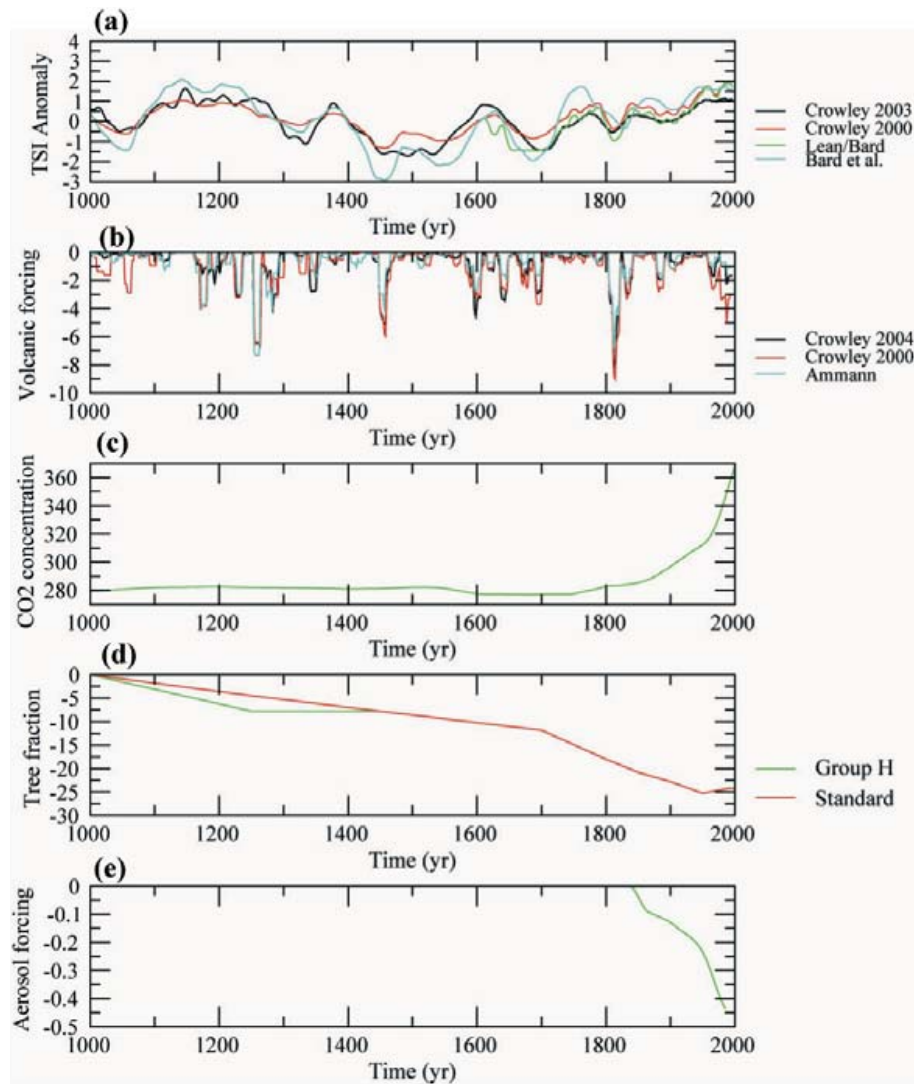 (a)
4
3
2
1
0
-1
-2
-3
TSI Anomaly
1000 1200 1400 1600 1800 2000
Time (yr)
Crowley 2003
Crowley 2000
Lean/Bard
Bard et al.
(b)
0
-2
-4
-6
-8
-10
Volcanic forcing
1000 1200 1400 1600 1800 2000
Time (yr)
Crowley 2004
Crowley 2000
Ammann
(c)
360
340
320
300
280
CO2 concentration
1000 1200 1400 1600 1800 2000
Time (yr)
(d)
0
-5
-10
-15
-20
-25
-30
Tree fraction
1000 1200 1400 1600 1800 2000
Time (yr)
Group H
Standard
(e)
0
-0.1
-0.2
-0.3
-0.4
-0.5
Aerosol forcing
1000 1200 1400 1600 1800 2000
Time (yr)